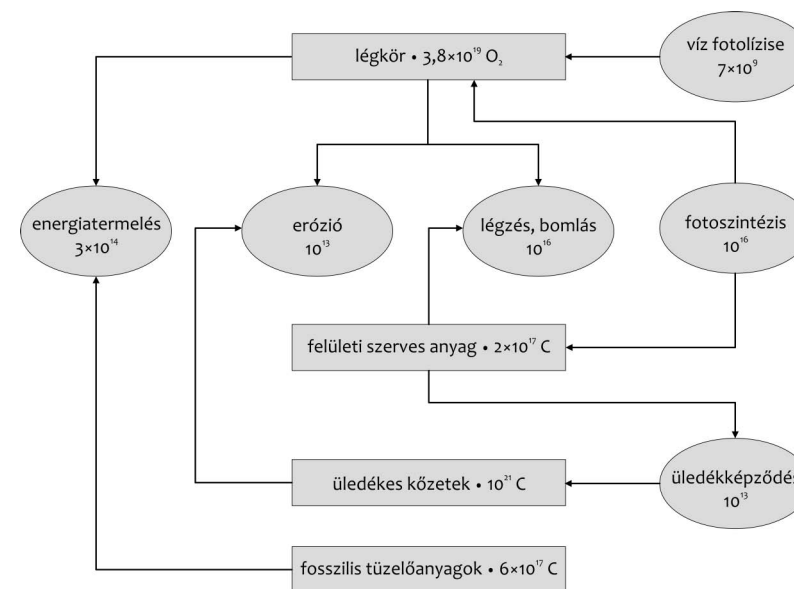 légkör • 3,8×10¹⁹ O₂
víz fotolízise
7×10⁹
energiatermelés
3×10¹⁴
erózió
10¹³
légzés, bomlás
10¹⁶
fotoszintézis
10¹⁶
felületi szerves anyag • 2×10¹⁷ C
üledékes kőzetek • 10²¹ C
üledékképződés
10¹³
fosszilis tüzelőanyagok • 6×10¹⁷ C